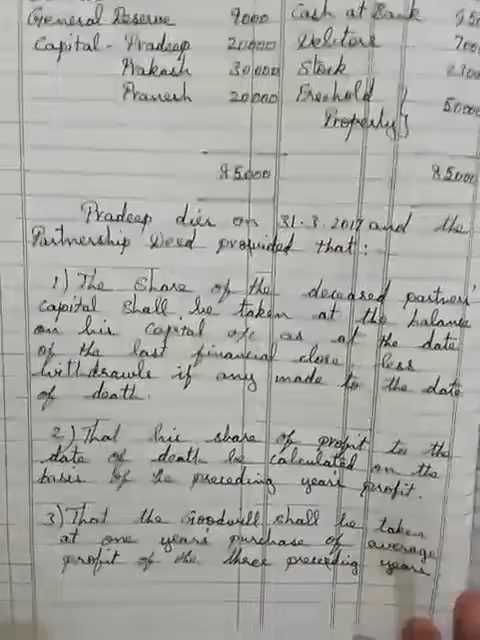 General Reserve 9000 Cash at Bank
Capital - Pradeep 20000 Debtors 700
Prakash 30000 Stock
Pranesh 20000 Freehold
Property 5000
85000 85000
Pradeep dies on 31.3.2017 and the
Partnership Deed provided that :
1) The share of the deceased partners'
capital shall be taken at the balance
on his capital a/c as at the date
of the last financial close less
withdrawls if any made to the date
of death.
2) That his share of profit to the
date of death be calculated on the
bases of preceding years profit.
3) That the Goodwill shall be taken
at one year's purchase of average
profit of the three preceding years